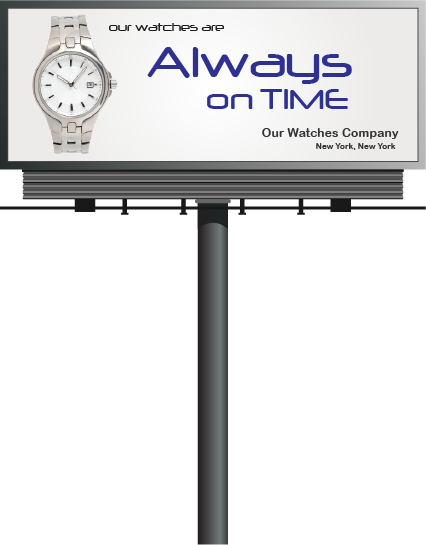 our watches are
Always
on TIME
Our Watches Company
New York, New York